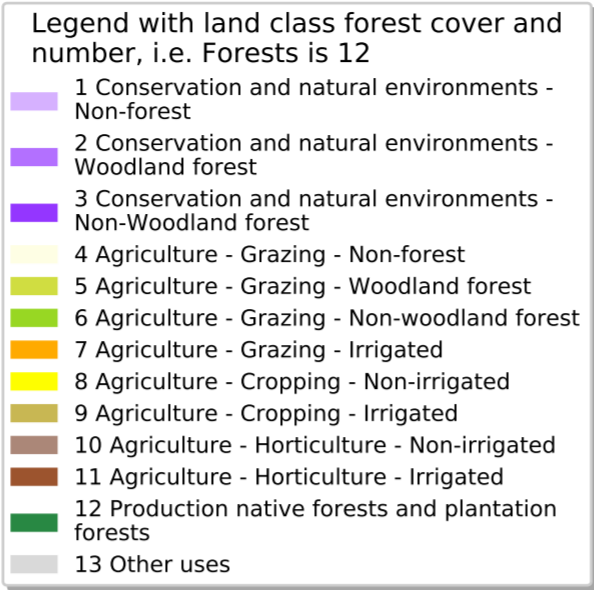 Legend with land class forest cover and
number, i.e. Forests is 12
1 Conservation and natural environments -
Non-forest
2 Conservation and natural environments -
Woodland forest
3 Conservation and natural environments -
Non-Woodland forest
4 Agriculture - Grazing - Non-forest
5 Agriculture - Grazing - Woodland forest
6 Agriculture - Grazing - Non-woodland forest
7 Agriculture - Grazing - Irrigated
8 Agriculture - Cropping - Non-irrigated
9 Agriculture - Cropping - Irrigated
10 Agriculture - Horticulture - Non-irrigated
11 Agriculture - Horticulture - Irrigated
12 Production native forests and plantation
forests
13 Other uses